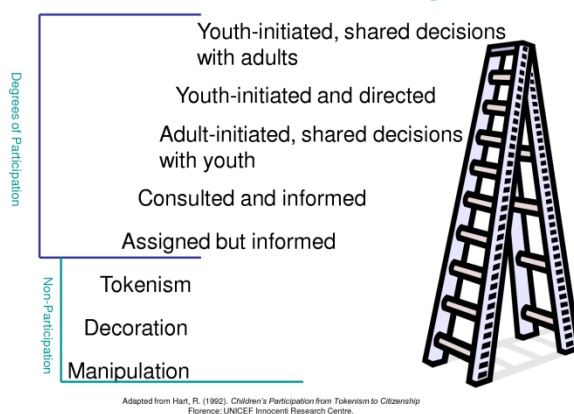 Youth-initiated, shared decisions
with adults
Youth-initiated and directed
Adult-initiated, shared decisions
with youth
Consulted and informed
Assigned but informed
Tokenism
Decoration
Manipulation
Degrees of Participation
Non-Participation
Adapted from Hart, R. (1992). Children's Participation from Tokenism to Citizenship
Florence: UNICEF Innocenti Research Centre.